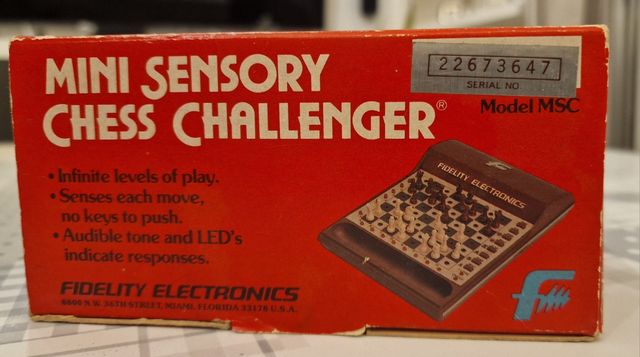 MINI SENSORY
CHESS CHALLENGER®
22673647
SERIAL NO.
Model MSC
• Infinite levels of play.
• Senses each move,
no keys to push.
• Audible tone and LED's
indicate responses.
FIDELITY ELECTRONICS
FIDELITY ELECTRONICS
8800 N.W. 36TH STREET, MIAMI, FLORIDA 33178 U.S.A.